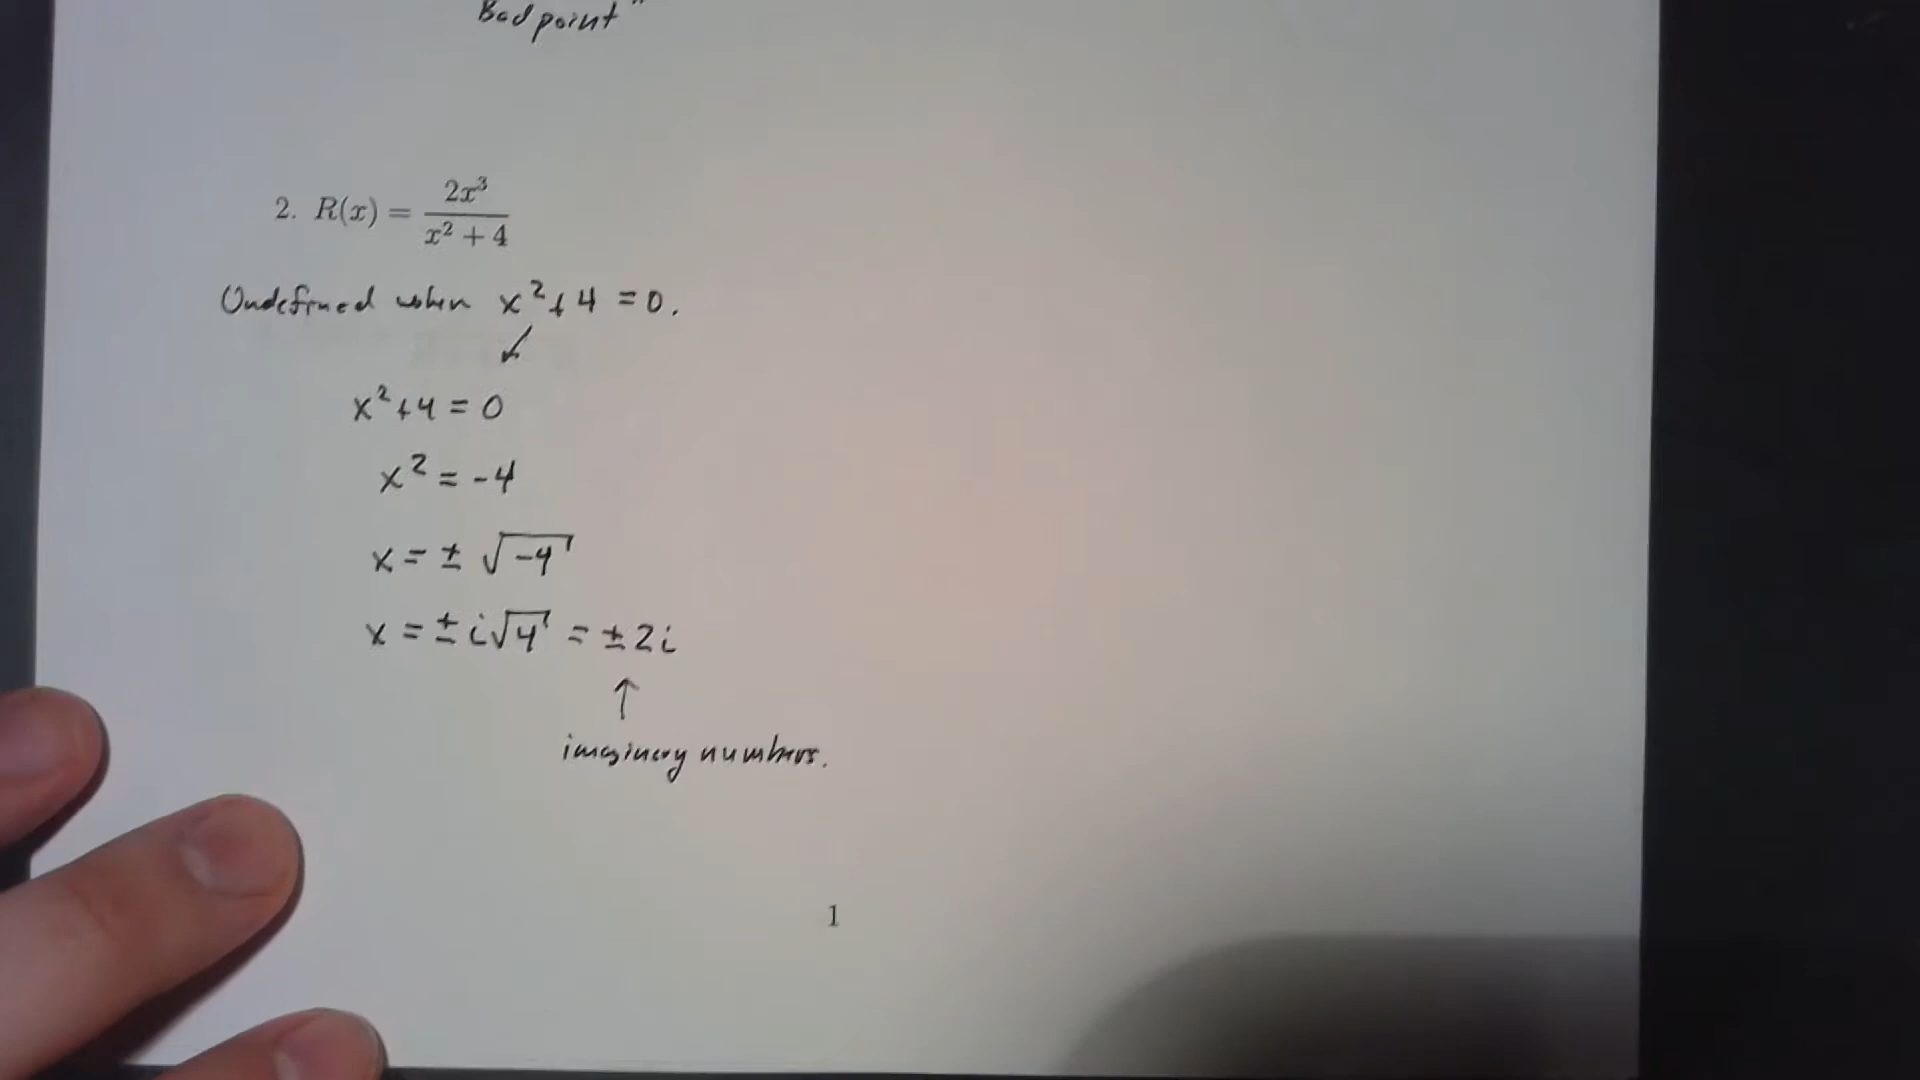 Bad point"
2. R(x) = 2x³ / (x² + 4)
Undefined when x² + 4 = 0.
↙
x² + 4 = 0
x² = -4
x = ± √-4
x = ± i√4 = ± 2i
↑
imaginary numbers.
1